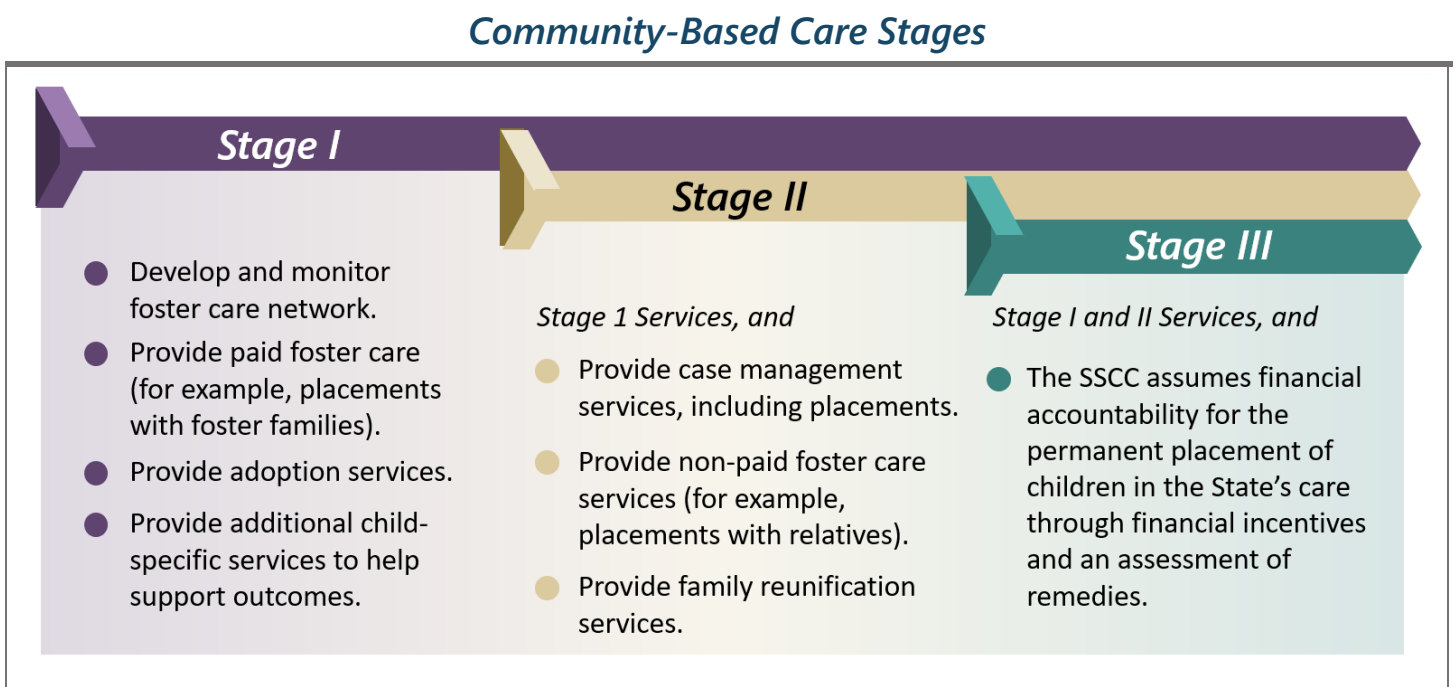 Community-Based Care Stages
Stage I
Develop and monitor
foster care network.
Provide paid foster care
(for example, placements
with foster families).
Provide adoption services.
Provide additional child-
specific services to help
support outcomes.
Stage II
Stage 1 Services, and
Provide case management
services, including placements.
Provide non-paid foster care
services (for example,
placements with relatives).
Provide family reunification
services.
Stage III
Stage I and II Services, and
The SSCC assumes financial
accountability for the
permanent placement of
children in the State’s care
through financial incentives
and an assessment of
remedies.